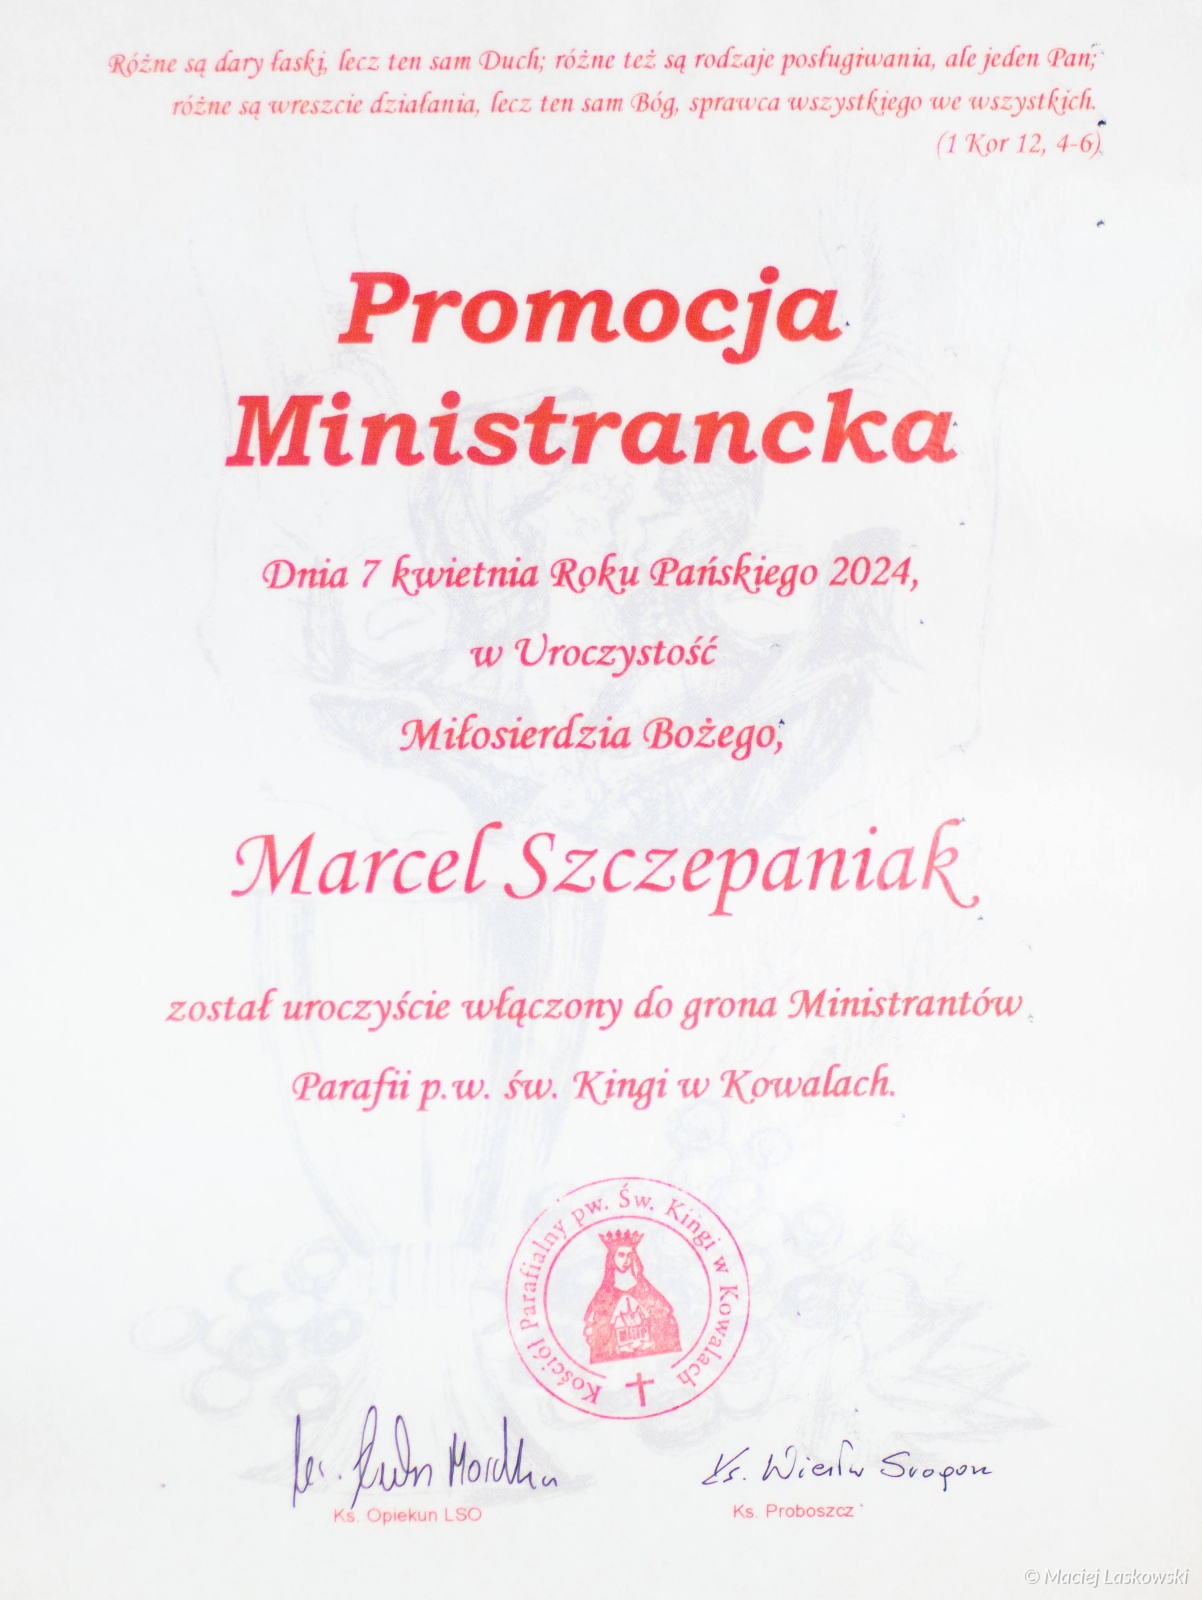 Różne są dary łaski, lecz ten sam Duch; różne też są rodzaje posługiwania, ale jeden Pan;
różne są wreszcie działania, lecz ten sam Bóg, sprawca wszystkiego we wszystkich.
(1 Kor 12, 4-6)
Promocja
Ministrancka
Dnia 7 kwietnia Roku Pańskiego 2024,
w Uroczystość
Miłosierdzia Bożego,
Marcel Szczepaniak
został uroczyście włączony do grona Ministrantów
Parafii p.w. św. Kingi w Kowalach.
Kościół Parafialny pw. Św. Kingi w Kowalach
ks.
Ks. Wiesław
Ks. Opiekun LSO
Ks. Proboszcz
© Maciej Laskowski